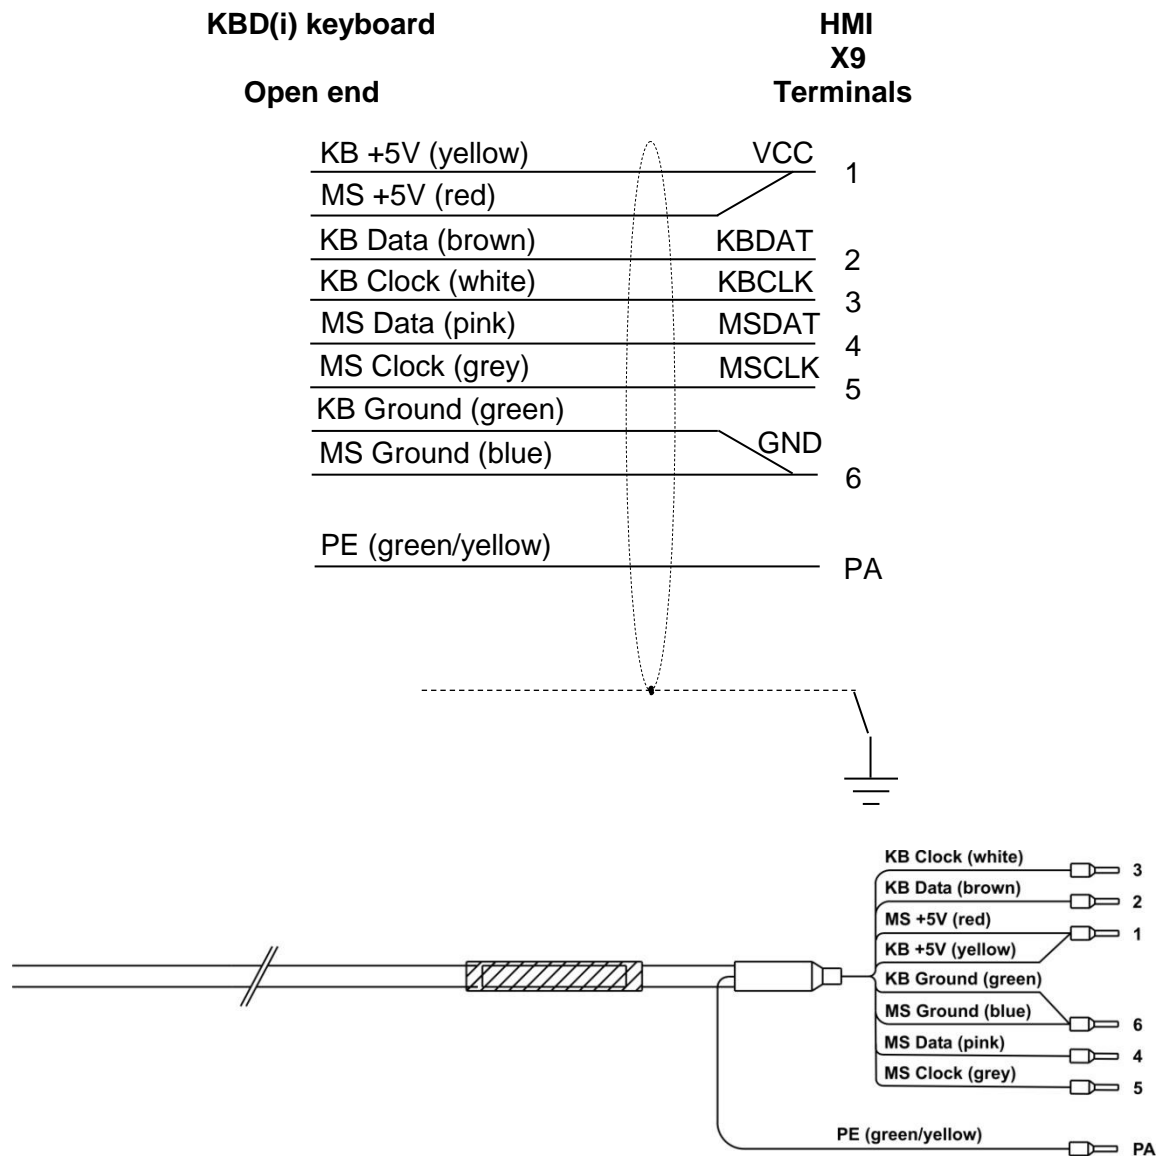 KBD(i) keyboard HMI
X9
Open end Terminals
KB +5V (yellow) VCC 1
MS +5V (red)
KB Data (brown) KBDAT 2
KB Clock (white) KBCLK 3
MS Data (pink) MSDAT 4
MS Clock (grey) MSCLK 5
KB Ground (green)
MS Ground (blue) GND 6
PE (green/yellow) PA
KB Clock (white) 3
KB Data (brown) 2
MS +5V (red) 1
KB +5V (yellow)
KB Ground (green)
MS Ground (blue) 6
MS Data (pink) 4
MS Clock (grey) 5
PE (green/yellow) PA